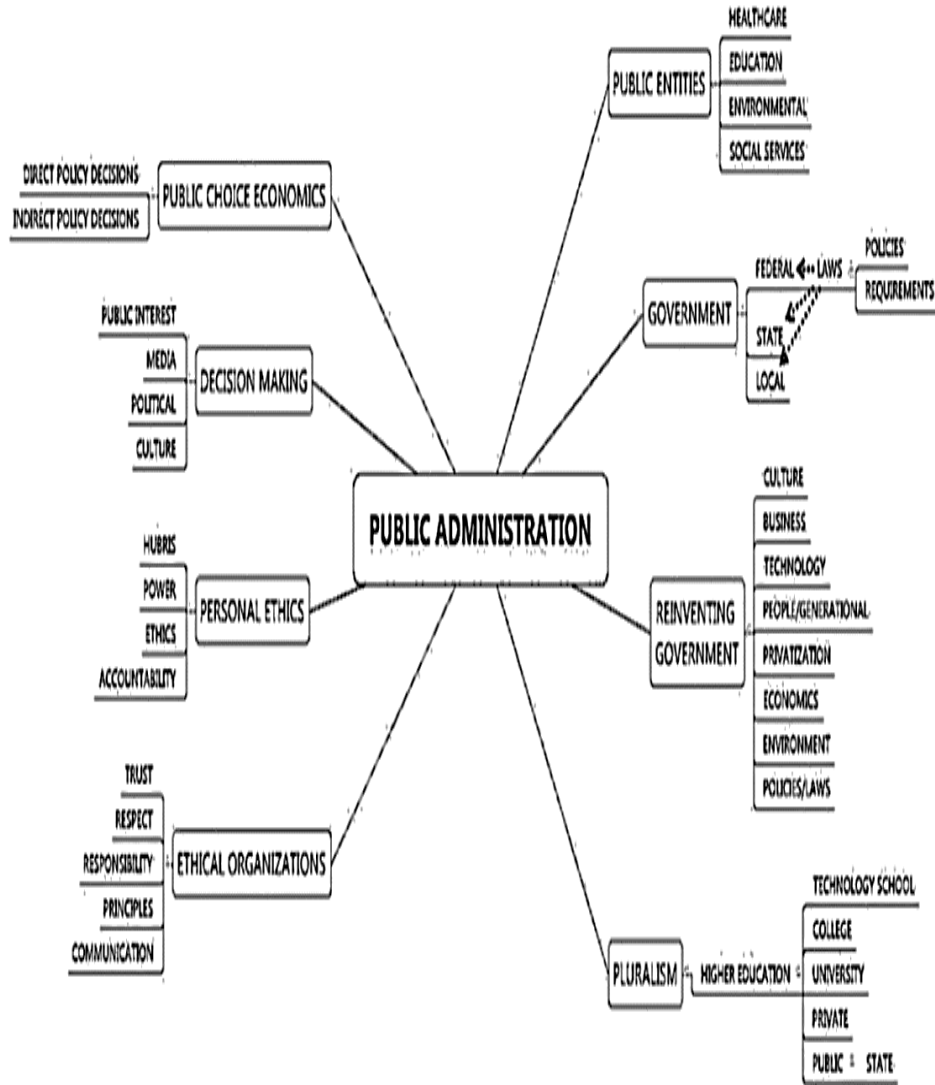 PUBLIC ADMINISTRATION
PUBLIC ENTITIES
HEALTHCARE
EDUCATION
ENVIRONMENTAL
SOCIAL SERVICES
GOVERNMENT
FEDERAL
LAWS
POLICIES
REQUIREMENTS
STATE
LOCAL
REINVENTING
GOVERNMENT
CULTURE
BUSINESS
TECHNOLOGY
PEOPLE/GENERATIONAL
PRIVATIZATION
ECONOMICS
ENVIRONMENT
POLICIES/LAWS
PLURALISM
HIGHER EDUCATION
TECHNOLOGY SCHOOL
COLLEGE
UNIVERSITY
PRIVATE
PUBLIC
STATE
PUBLIC CHOICE ECONOMICS
DIRECT POLICY DECISIONS
INDIRECT POLICY DECISIONS
DECISION MAKING
PUBLIC INTEREST
MEDIA
POLITICAL
CULTURE
PERSONAL ETHICS
HUBRIS
POWER
ETHICS
ACCOUNTABILITY
ETHICAL ORGANIZATIONS
TRUST
RESPECT
RESPONSIBILITY
PRINCIPLES
COMMUNICATION